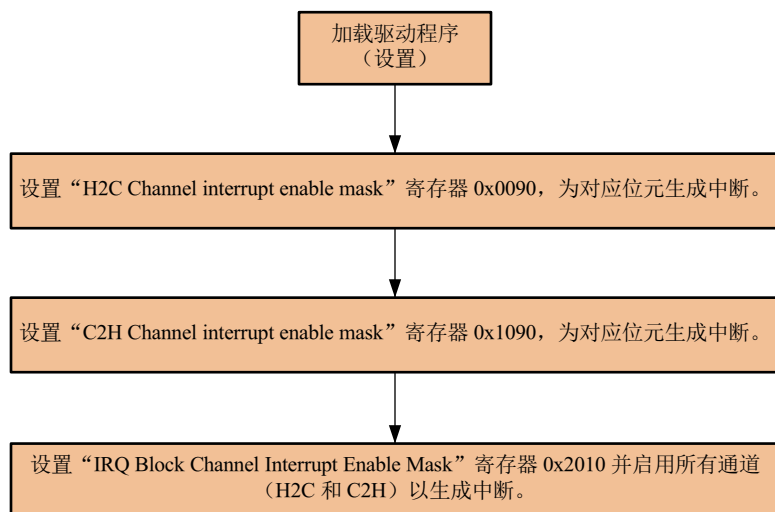 加载驱动程序
（设置）
设置“H2C Channel interrupt enable mask”寄存器 0x0090，为对应位元生成中断。
设置“C2H Channel interrupt enable mask”寄存器 0x1090，为对应位元生成中断。
设置“IRQ Block Channel Interrupt Enable Mask”寄存器 0x2010 并启用所有通道
（H2C 和 C2H）以生成中断。